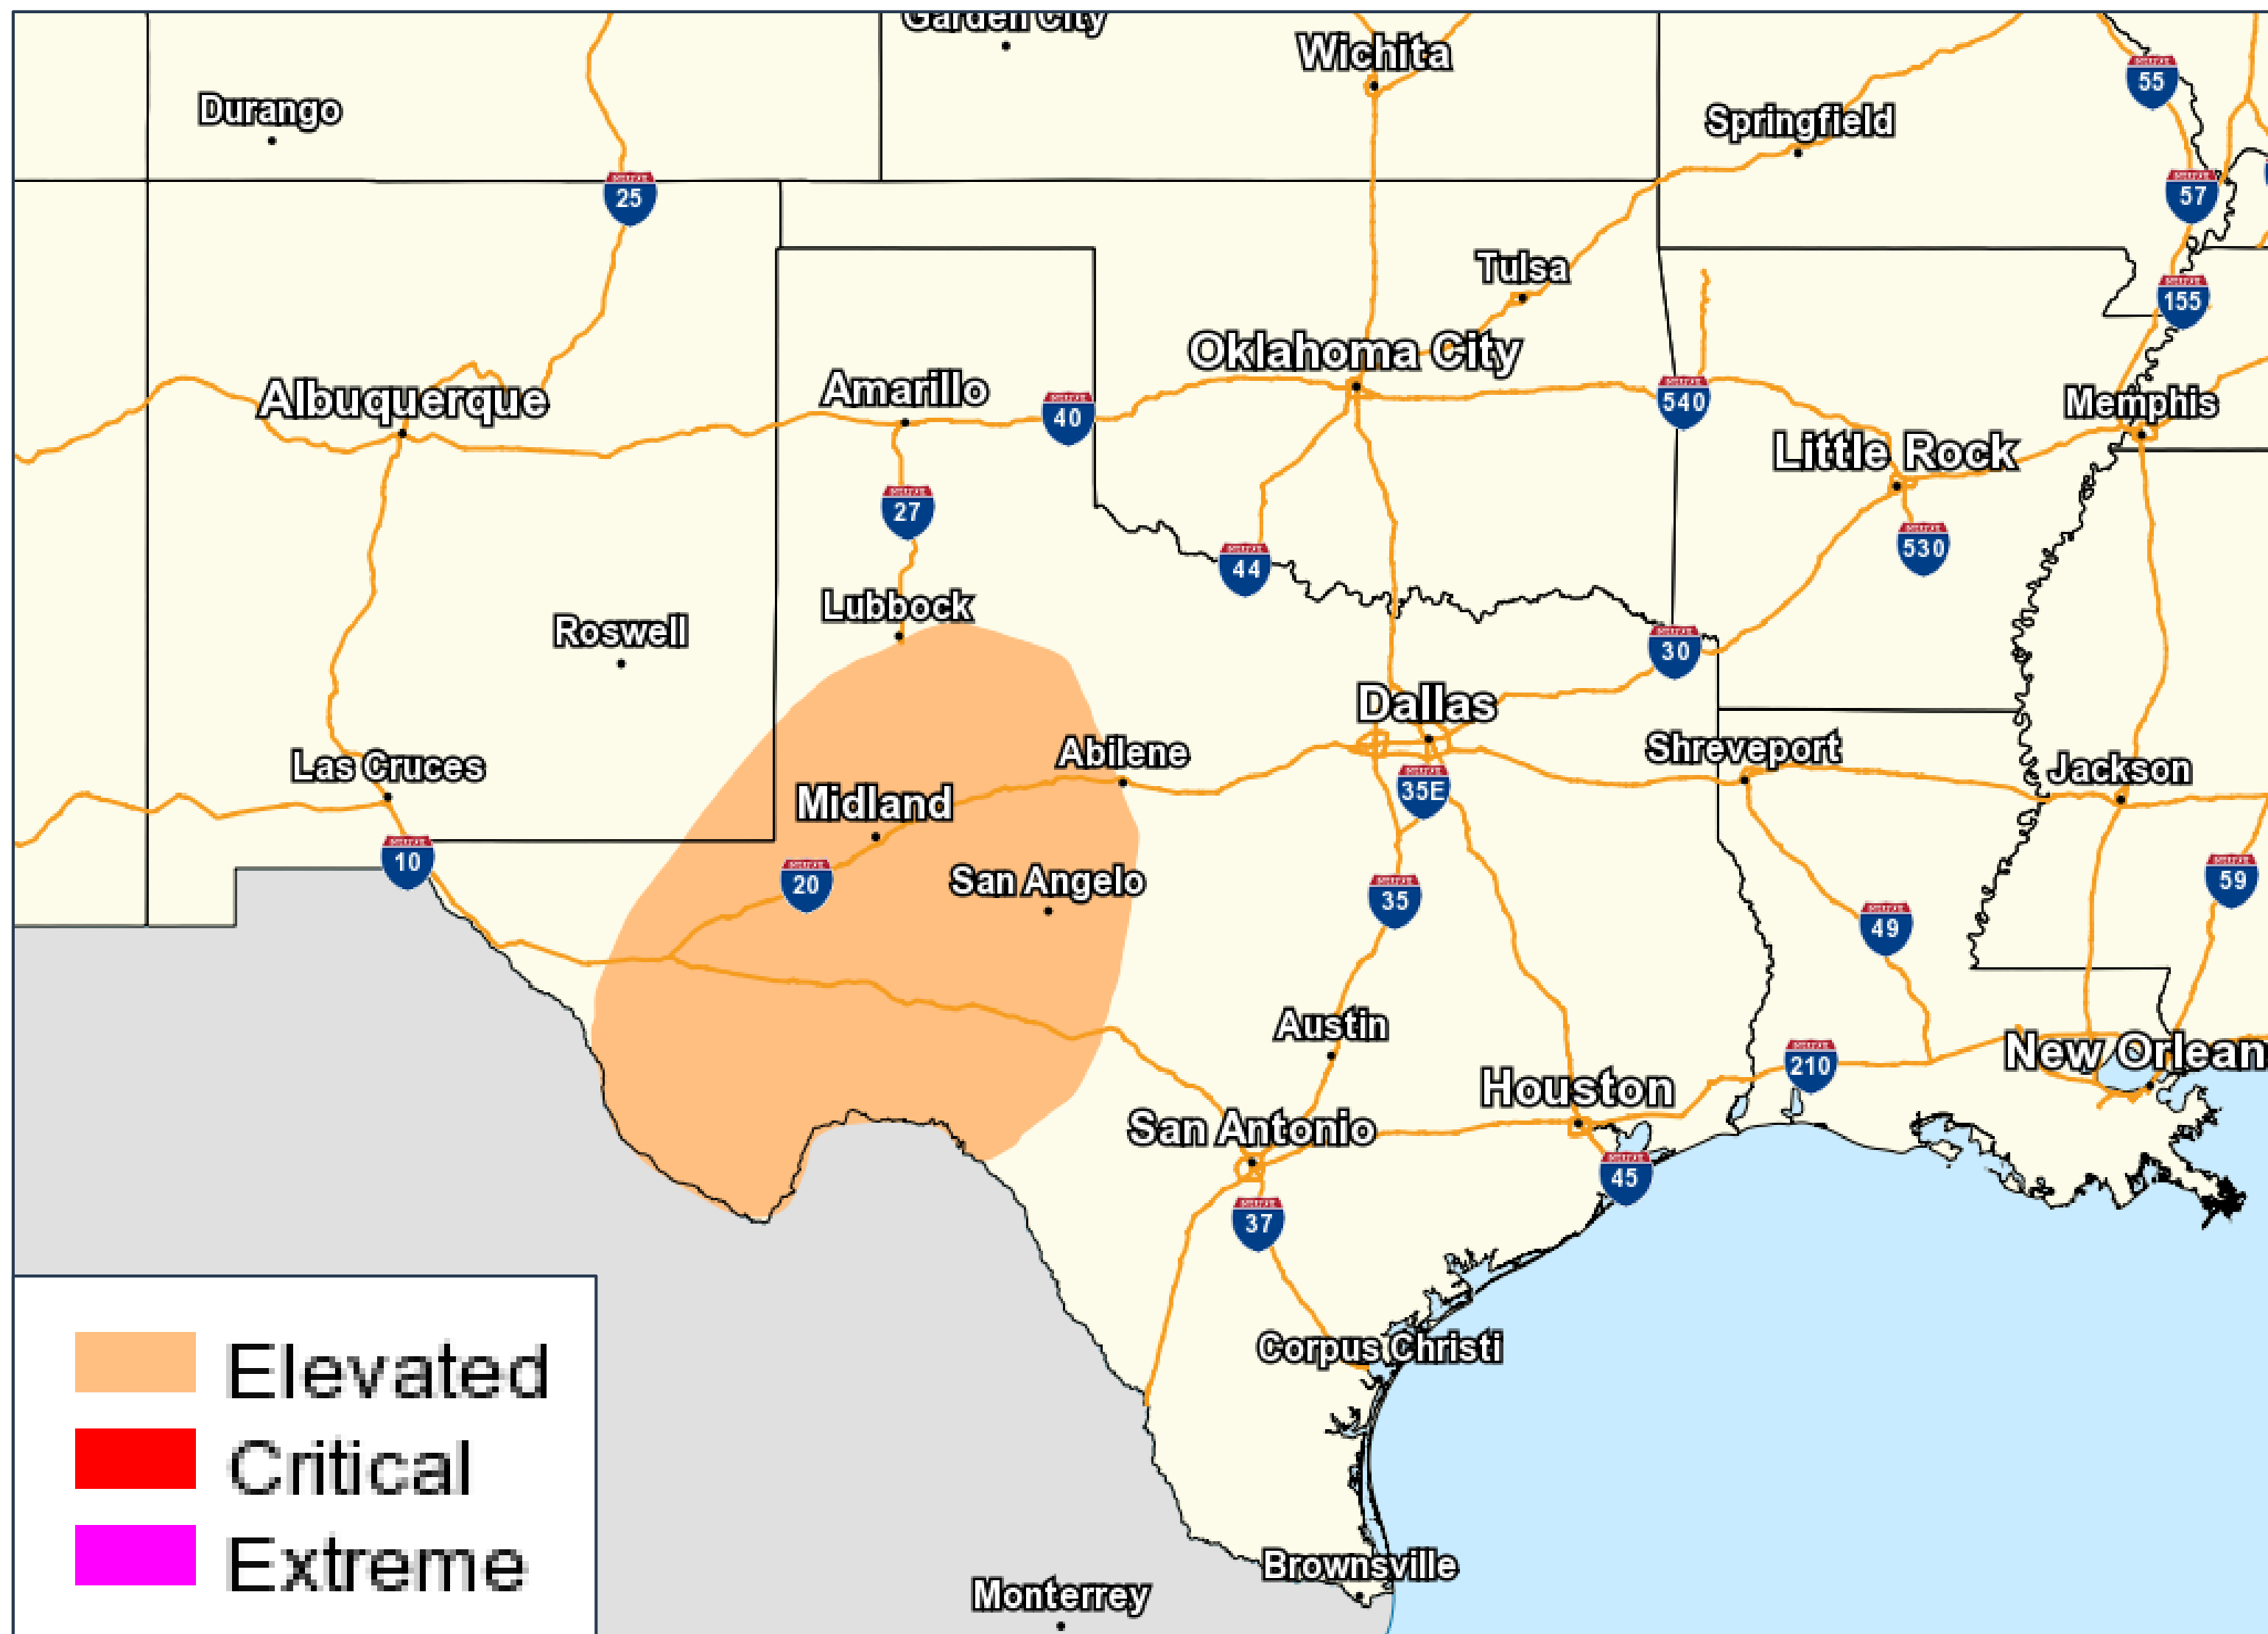 Garden City
Wichita
55
Durango
Springfield
25
57
Tulsa
155
Oklahoma City
Albuquerque
Amarillo
40
540
Memphis
Little Rock
27
530
44
Lubbock
Roswell
30
Dallas
Las Cruces
Abilene
Shreveport
Jackson
35E
Midland
10
20
San Angelo
35
59
49
Austin
210
New Orlean
Houston
San Antonio
45
37
Corpus Christi
Elevated
Critical
Extreme
Brownsville
Monterrey